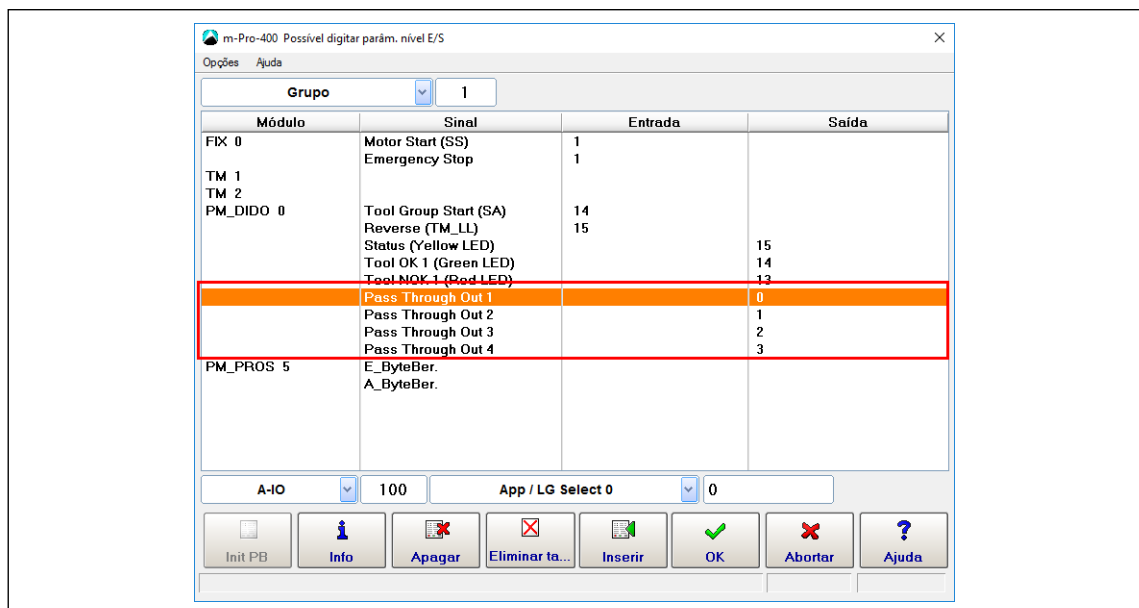 m-Pro-400 Possível digitar parâm. nível E/S
Opções Ajuda
Grupo 1
Módulo Sinal Entrada Saída
FIX 0 Motor Start (SS) 1
Emergency Stop 1
TM 1
TM 2
PM_DIDO 0 Tool Group Start (SA) 14
Reverse (TM_LL) 15
Status (Yellow LED) 15
Tool OK 1 (Green LED) 14
Tool NOK 1 (Red LED) 13
Pass Through Out 1 0
Pass Through Out 2 1
Pass Through Out 3 2
Pass Through Out 4 3
PM_PROS 5 E_ByteBer.
A_ByteBer.
A-IO 100 App / LG Select 0 0
Init PB Info Apagar Eliminar ta... Inserir OK Abortar Ajuda